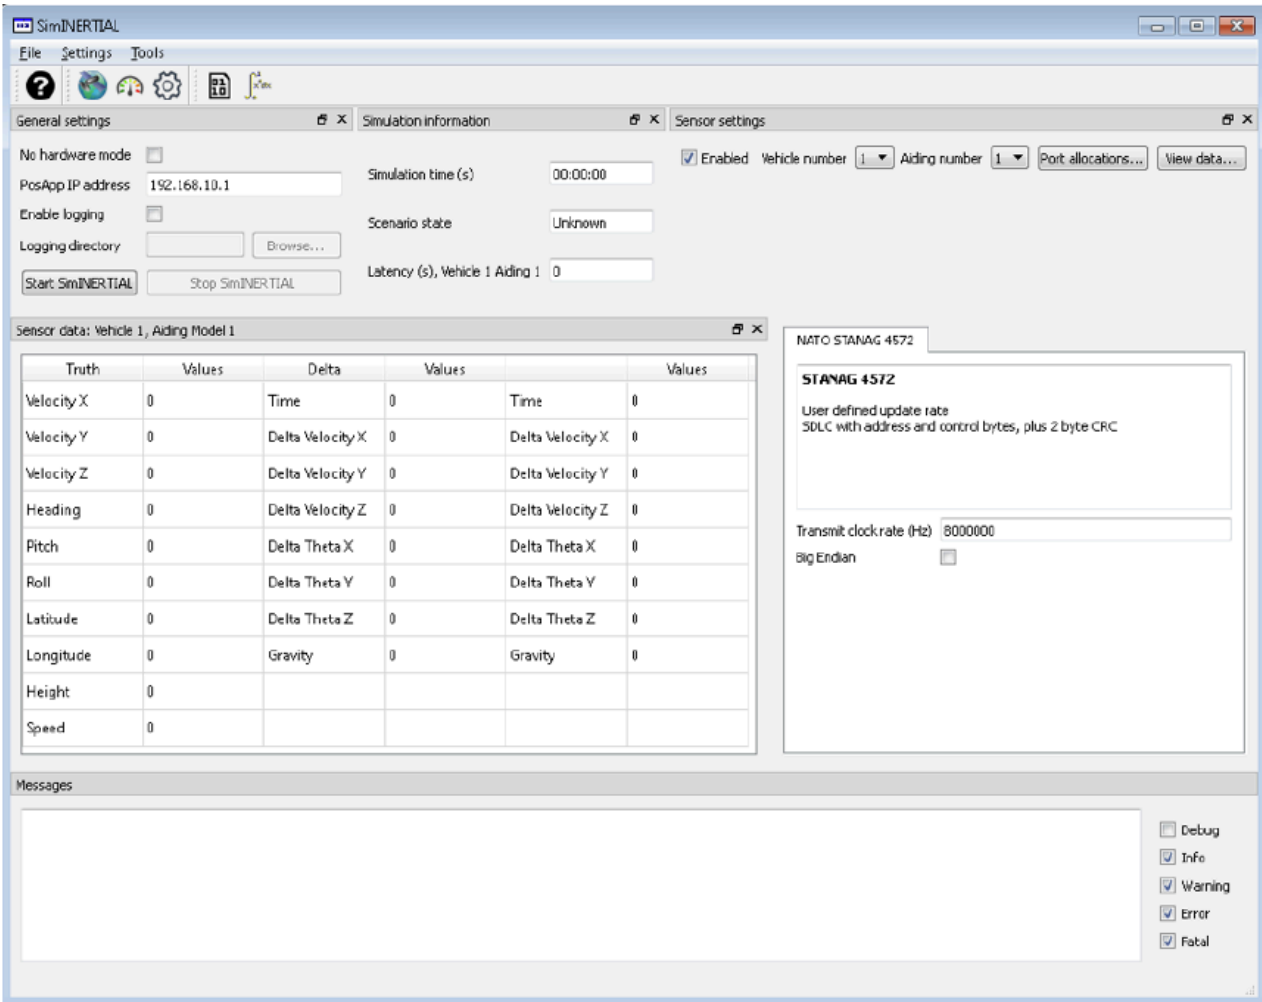 SimINERTIAL
File Settings Tools
General settings
No hardware mode
PosApp IP address 192.168.10.1
Enable logging
Logging directory Browse...
Start SimINERTIAL Stop SimINERTIAL
Simulation information
Simulation time (s) 00:00:00
Scenario state Unknown
Latency (s), Vehicle 1 Aiding 1 0
Sensor settings
Enabled Vehicle number 1 Aiding number 1 Port allocations... View data...
Sensor data: Vehicle 1, Aiding Model 1
Truth Values Delta Values Values
Velocity X 0 Time 0 Time 0
Velocity Y 0 Delta Velocity X 0 Delta Velocity X 0
Velocity Z 0 Delta Velocity Y 0 Delta Velocity Y 0
Heading 0 Delta Velocity Z 0 Delta Velocity Z 0
Pitch 0 Delta Theta X 0 Delta Theta X 0
Roll 0 Delta Theta Y 0 Delta Theta Y 0
Latitude 0 Delta Theta Z 0 Delta Theta Z 0
Longitude 0 Gravity 0 Gravity 0
Height 0
Speed 0
NATO STANAG 4572
STANAG 4572
User defined update rate
SDLC with address and control bytes, plus 2 byte CRC
Transmit clock rate (Hz) 8000000
Big Endian
Messages
Debug
Info
Warning
Error
Fatal